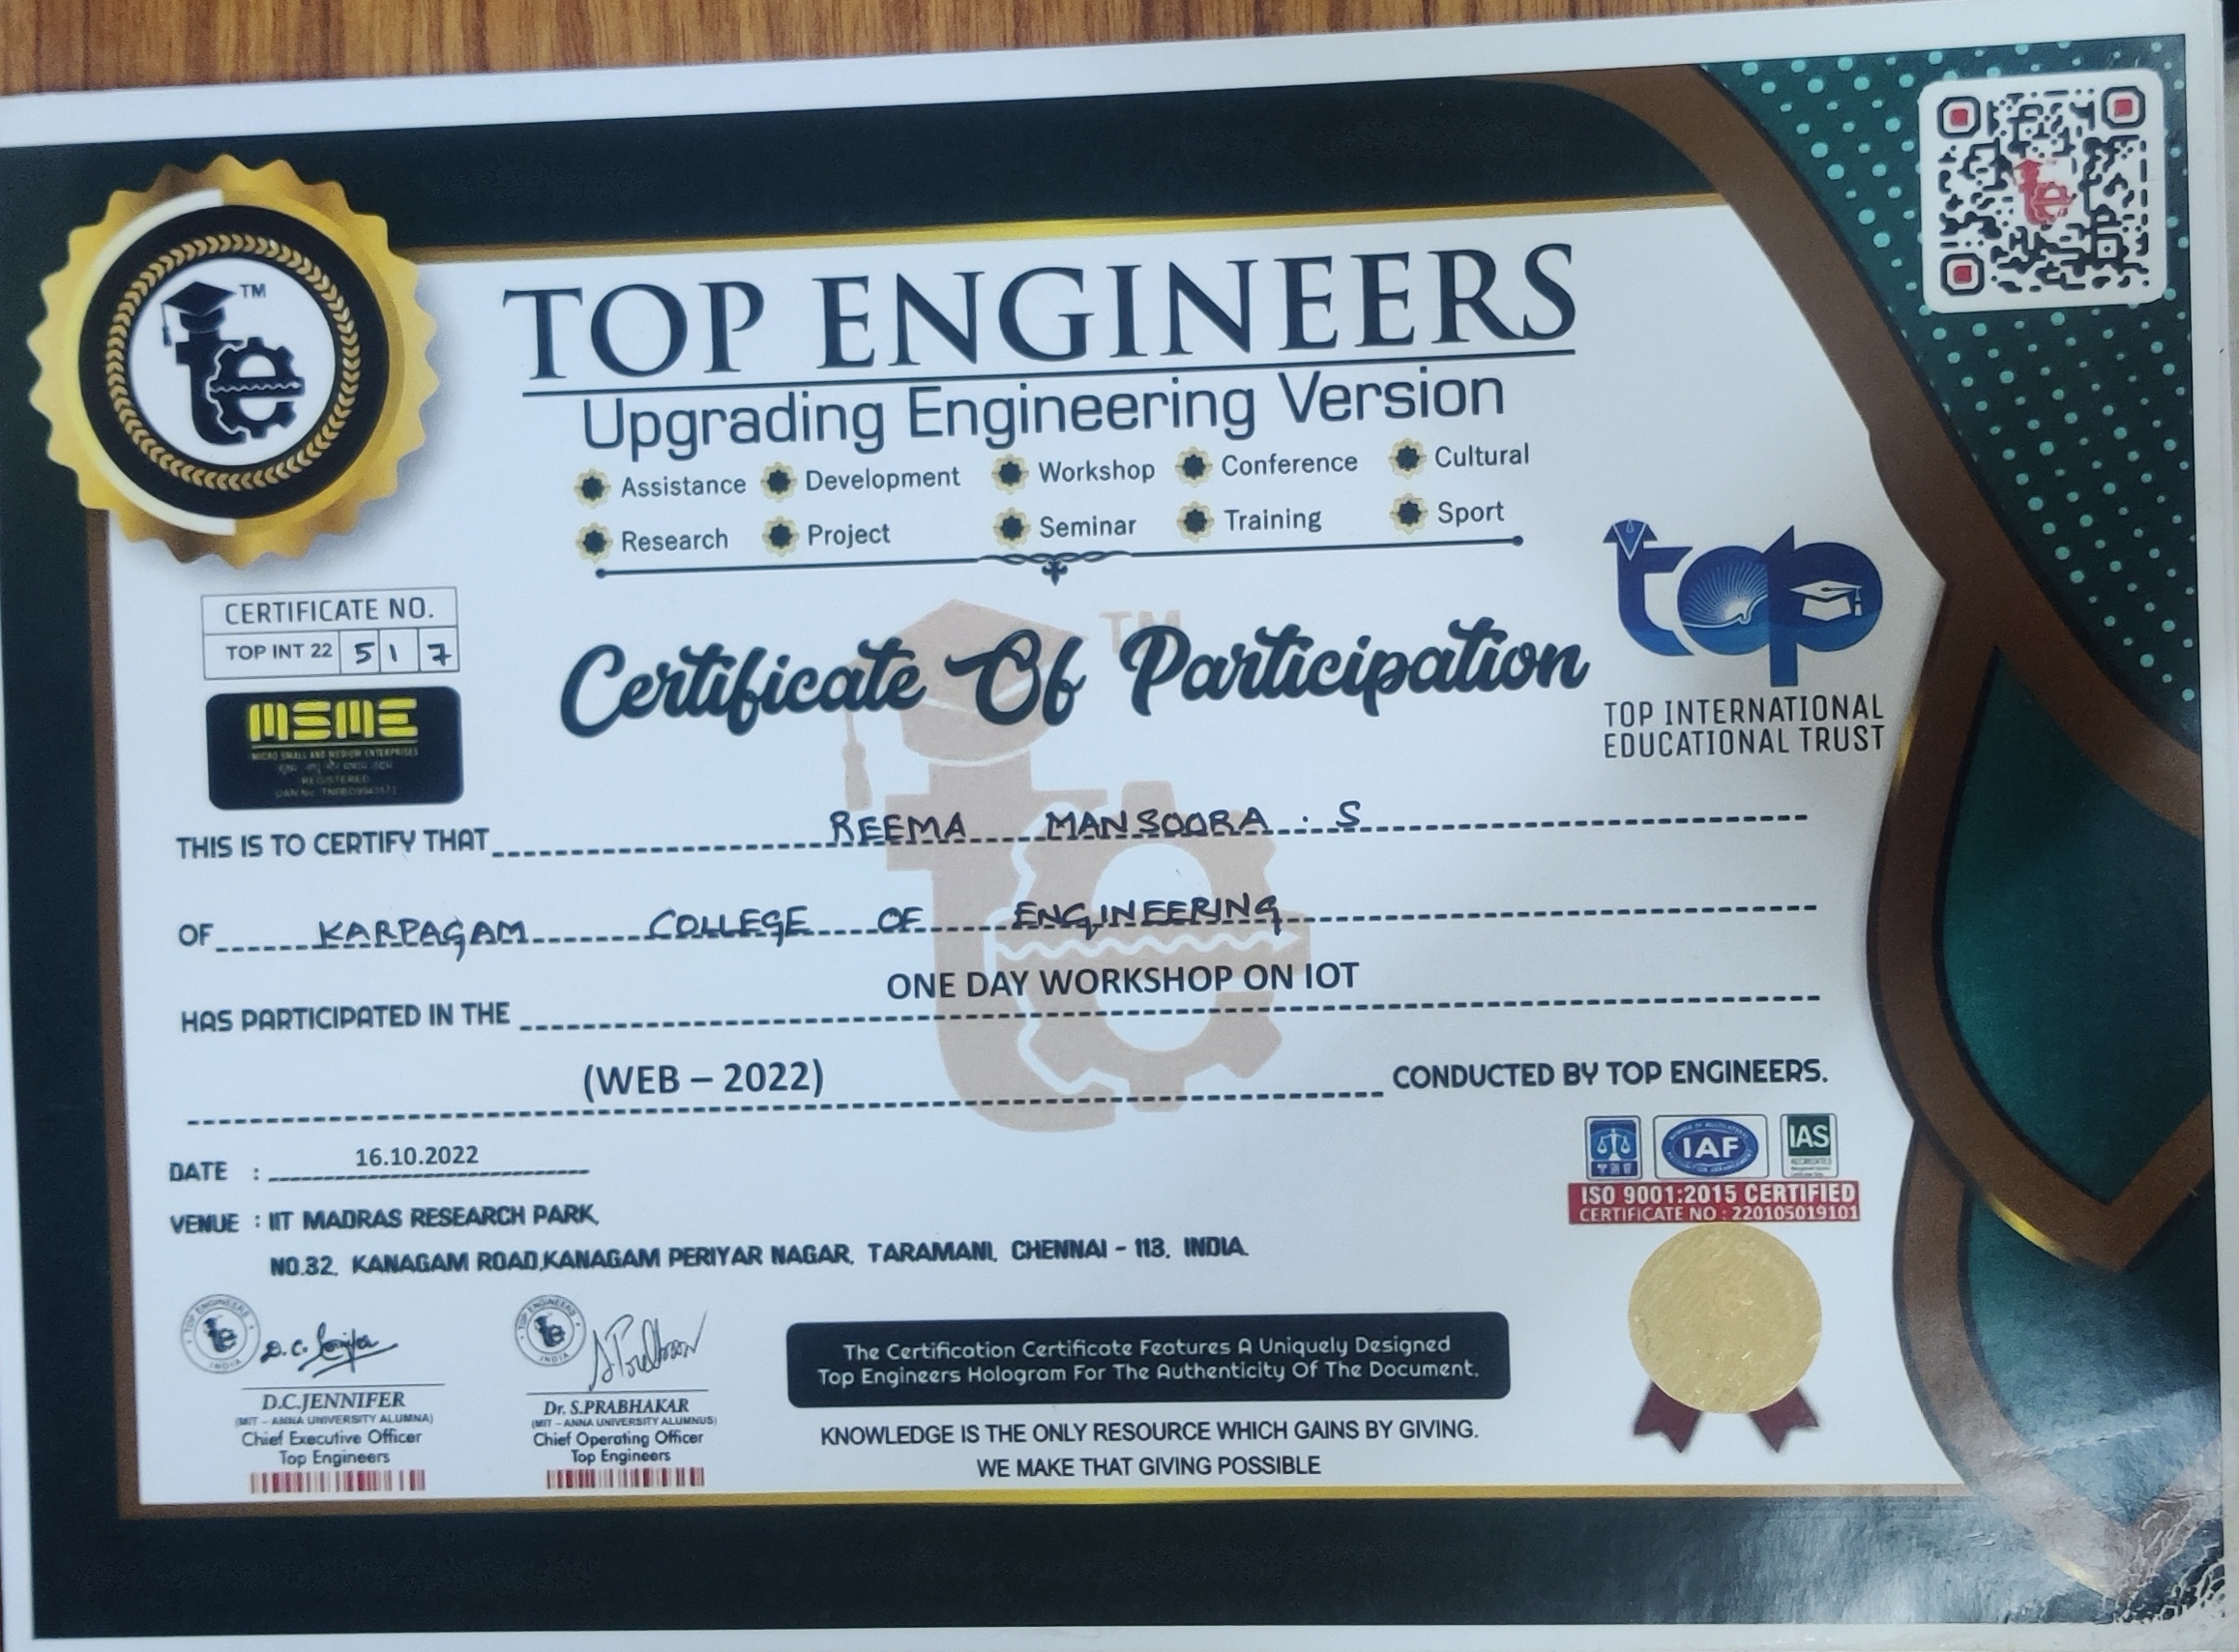 TM
te
TOP ENGINEERS
Upgrading Engineering Version
Assistance Development Workshop Conference Cultural
Research Project Seminar Training Sport
CERTIFICATE NO.
TOP INT 22 5 1 7
MSME
MICRO SMALL AND MEDIUM ENTERPRISES
REGISTERED
Certificate Of Participation
TM
top
TOP INTERNATIONAL
EDUCATIONAL TRUST
THIS IS TO CERTIFY THAT REEMA MANSOORA . S
OF KARPAGAM COLLEGE OF ENGINEERING
HAS PARTICIPATED IN THE ONE DAY WORKSHOP ON IOT
(WEB – 2022) CONDUCTED BY TOP ENGINEERS.
DATE : 16.10.2022
VENUE : IIT MADRAS RESEARCH PARK,
NO.32, KANAGAM ROAD,KANAGAM PERIYAR NAGAR, TARAMANI, CHENNAI - 113. INDIA.
IAF
IAS
ISO 9001:2015 CERTIFIED
CERTIFICATE NO : 220105019101
TOP ENGINEERS
INDIA
TOP ENGINEERS
INDIA
D.C.JENNIFER
(MIT - ANNA UNIVERSITY ALUMNA)
Chief Executive Officer
Top Engineers
Dr. S.PRABHAKAR
(MIT - ANNA UNIVERSITY ALUMNUS)
Chief Operating Officer
Top Engineers
The Certification Certificate Features A Uniquely Designed
Top Engineers Hologram For The Authenticity Of The Document.
KNOWLEDGE IS THE ONLY RESOURCE WHICH GAINS BY GIVING.
WE MAKE THAT GIVING POSSIBLE